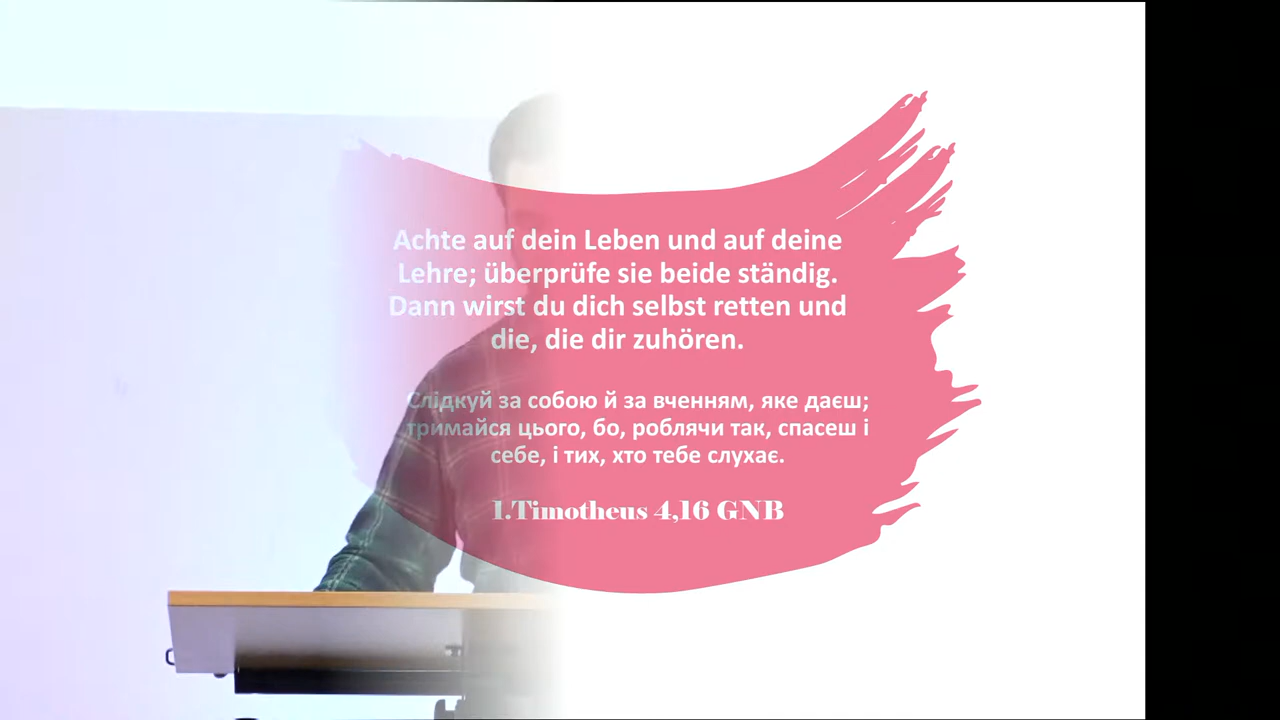 Achte auf dein Leben und auf deine
Lehre; überprüfe sie beide ständig.
Dann wirst du dich selbst retten und
die, die dir zuhören.
Слідкуй за собою й за вченням, яке даєш;
тримайся цього, бо, роблячи так, спасеш і
себе, і тих, хто тебе слухає.
1.Timotheus 4,16 GNB